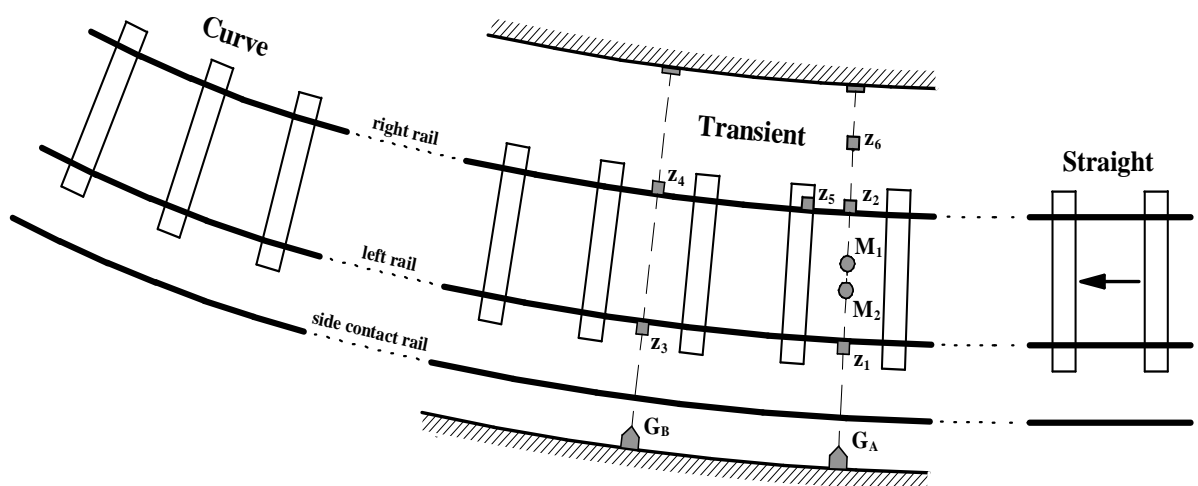 Curve
Transient
Straight
right rail
left rail
side contact rail
z4
z6
z5
z2
M1
M2
z3
z1
GB
GA